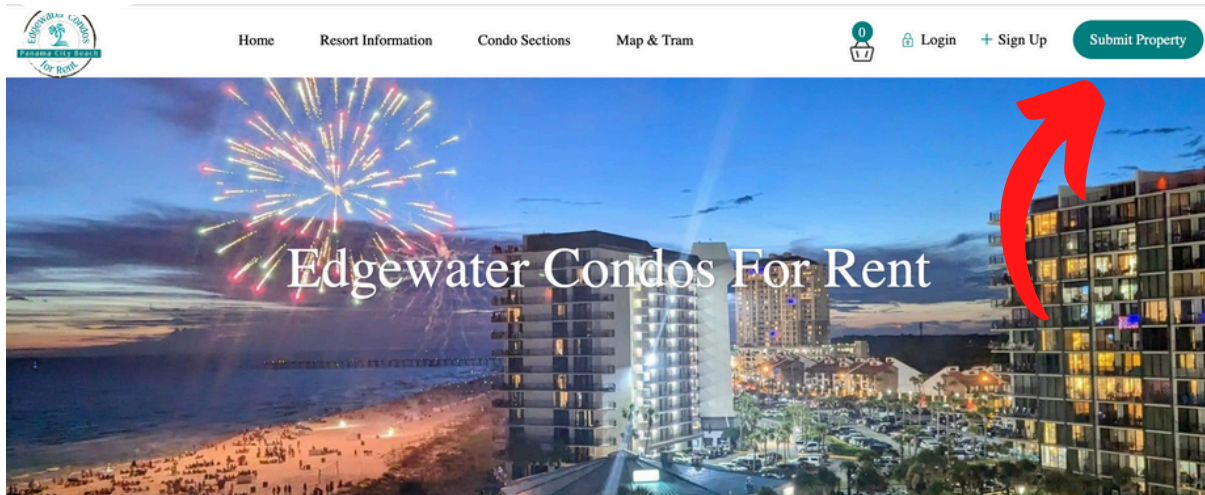 Edgewater Condos
Panama City Beach
for Rent
Home
Resort Information
Condo Sections
Map & Tram
0
Login
+ Sign Up
Submit Property
Edgewater Condos For Rent